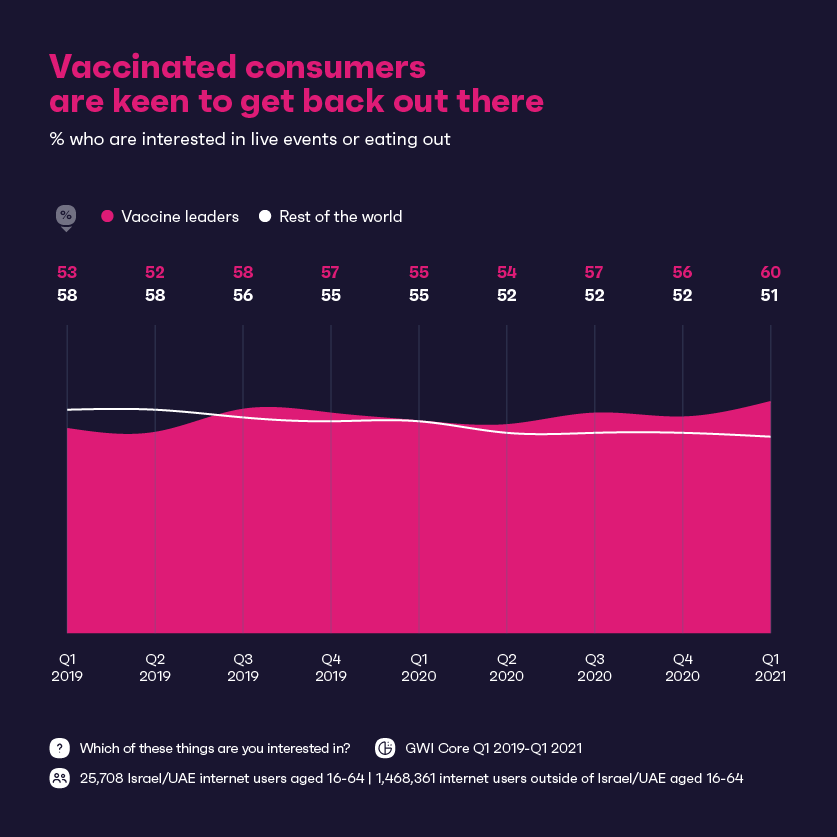 Vaccinated consumers
are keen to get back out there
% who are interested in live events or eating out
% Vaccine leaders Rest of the world
53 52 58 57 55 54 57 56 60
58 58 56 55 55 52 52 52 51
Q1 Q2 Q3 Q4 Q1 Q2 Q3 Q4 Q1
2019 2019 2019 2019 2020 2020 2020 2020 2021
? Which of these things are you interested in? GWI Core Q1 2019-Q1 2021
25,708 Israel/UAE internet users aged 16-64 | 1,468,361 internet users outside of Israel/UAE aged 16-64